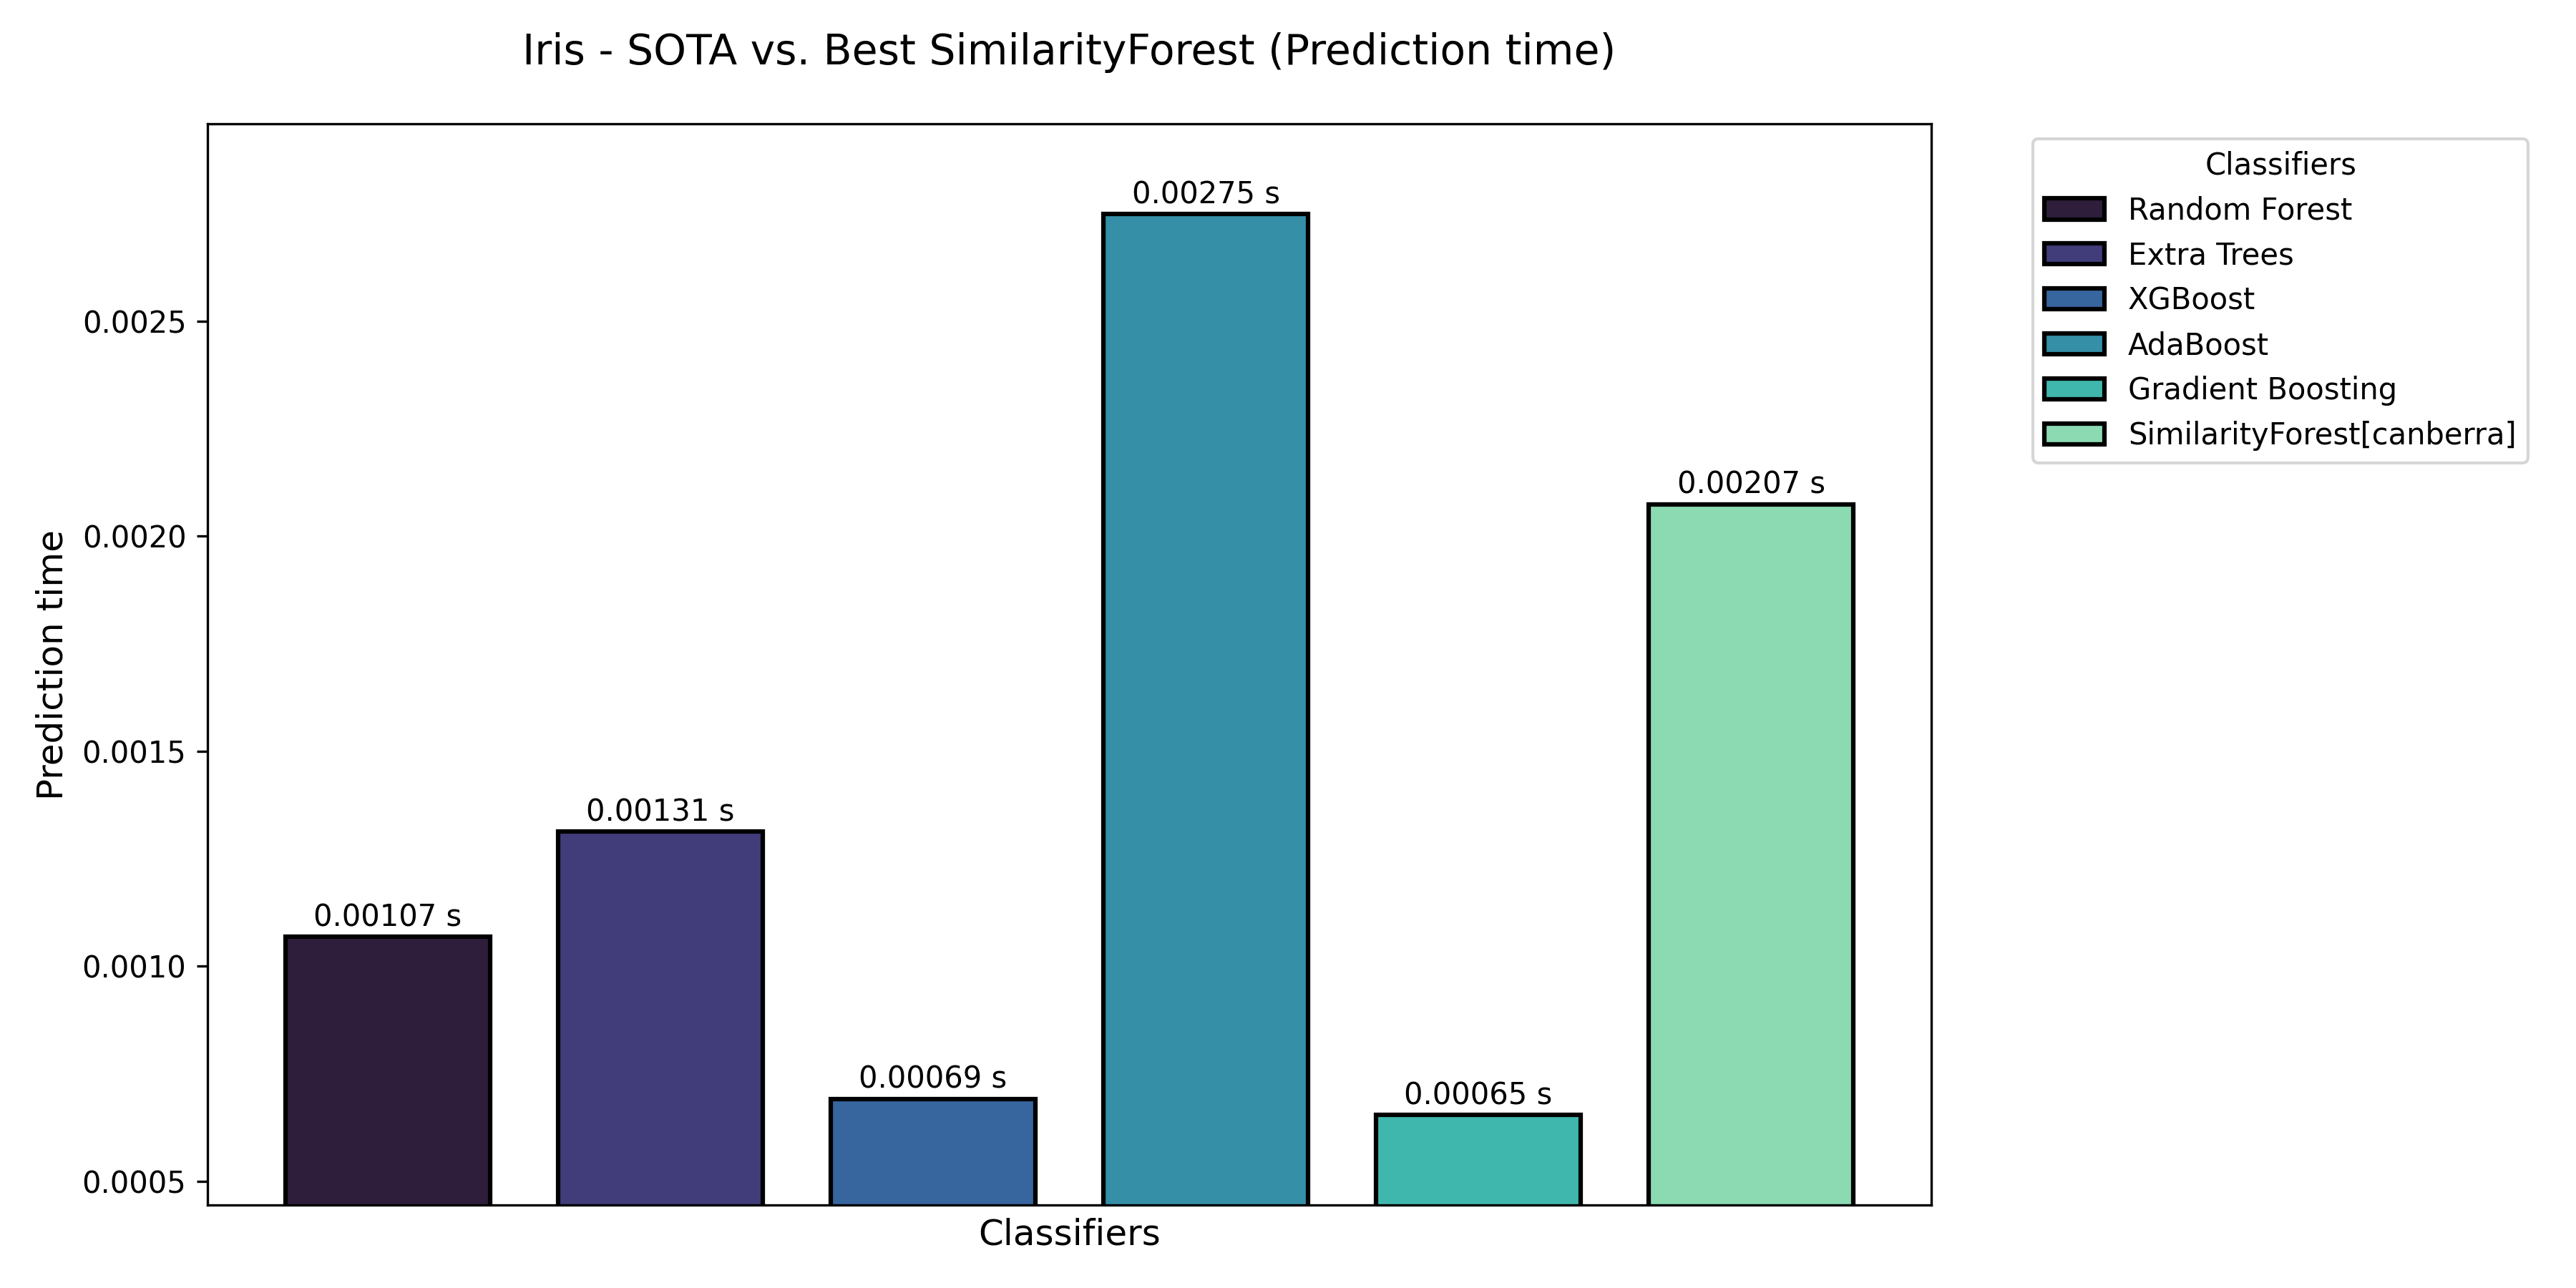 Iris - SOTA vs. Best SimilarityForest (Prediction time)
Prediction time
0.0025
0.0020
0.0015
0.0010
0.0005
0.00107 s
0.00131 s
0.00069 s
0.00275 s
0.00065 s
0.00207 s
Classifiers
Classifiers
Random Forest
Extra Trees
XGBoost
AdaBoost
Gradient Boosting
SimilarityForest[canberra]